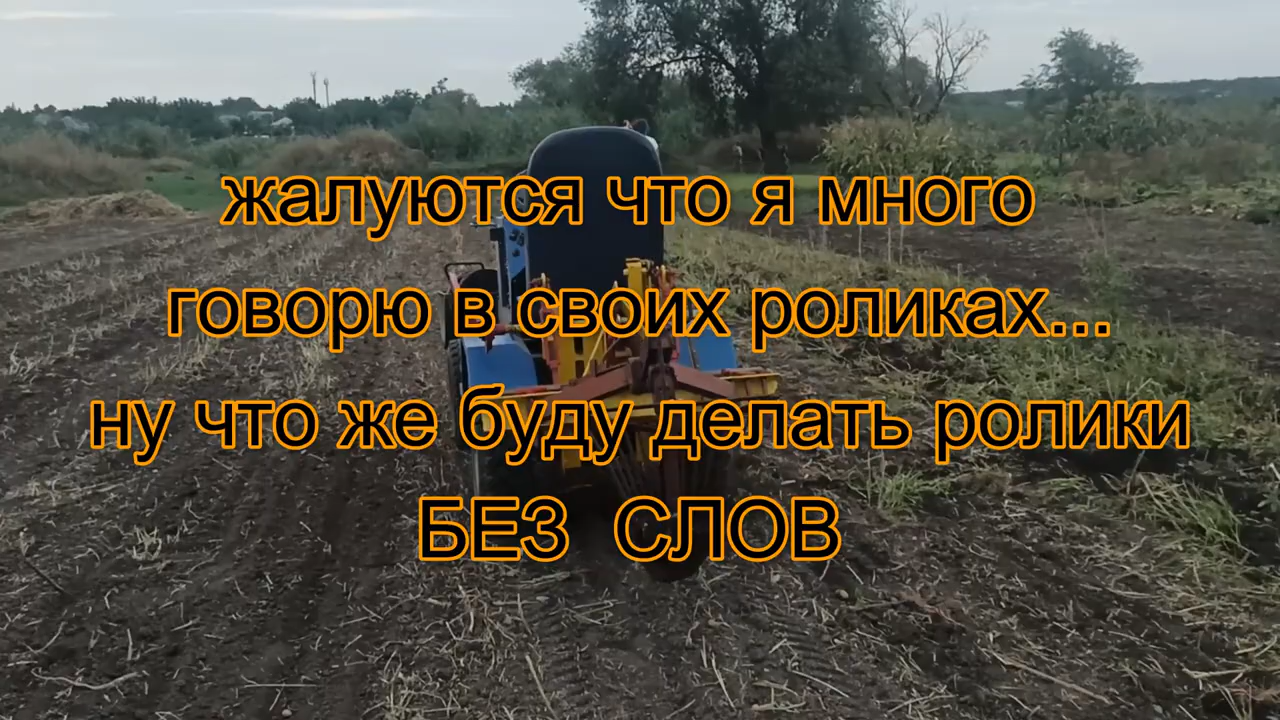 жалуются что я много
говорю в своих роликах...
ну что же буду делать ролики
БЕЗ СЛОВ